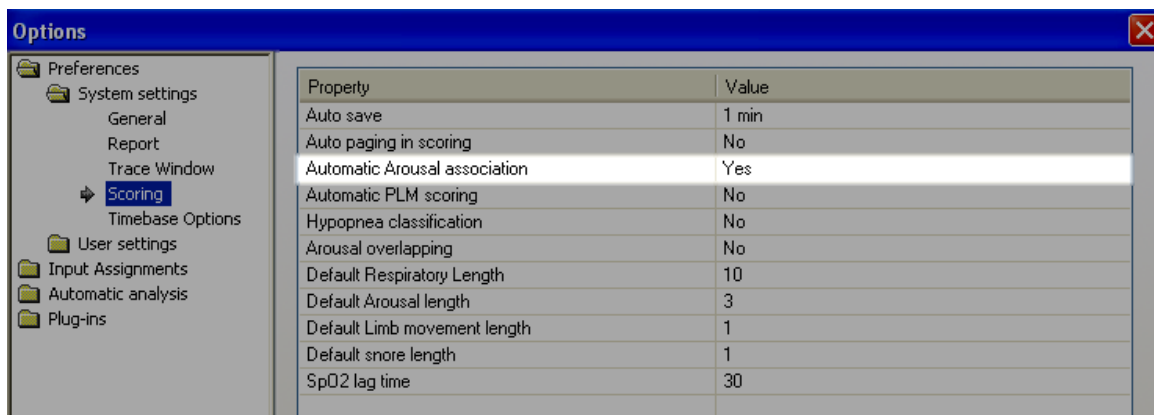 Options
Preferences
System settings
General
Report
Trace Window
Scoring
Timebase Options
User settings
Input Assignments
Automatic analysis
Plug-ins
Property Value
Auto save 1 min
Auto paging in scoring No
Automatic Arousal association Yes
Automatic PLM scoring No
Hypopnea classification No
Arousal overlapping No
Default Respiratory Length 10
Default Arousal length 3
Default Limb movement length 1
Default snore length 1
SpO2 lag time 30